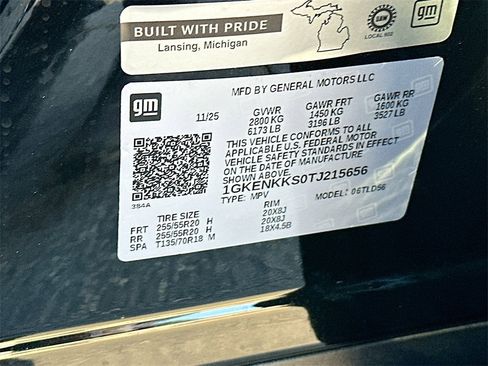 BUILT WITH PRIDE
Lansing, Michigan
UAW
LOCAL 602
gm
gm
MFD BY GENERAL MOTORS LLC
11/25
GVWR GAWR FRT GAWR RR
2800 KG 1450 KG 1600 KG
6173 LB 3196 LB 3527 LB
THIS VEHICLE CONFORMS TO ALL
APPLICABLE U.S. FEDERAL MOTOR
VEHICLE SAFETY STANDARDS IN EFFECT
ON THE DATE OF MANUFACTURE
SHOWN ABOVE.
1GKENKKS0TJ215656
TYPE: MPV MODEL: 06TLD56
3S4A
TIRE SIZE RIM
FRT 255/55R20 H 20X8J
RR 255/55R20 H 20X8J
SPA T135/70R18 M 18X4.5B